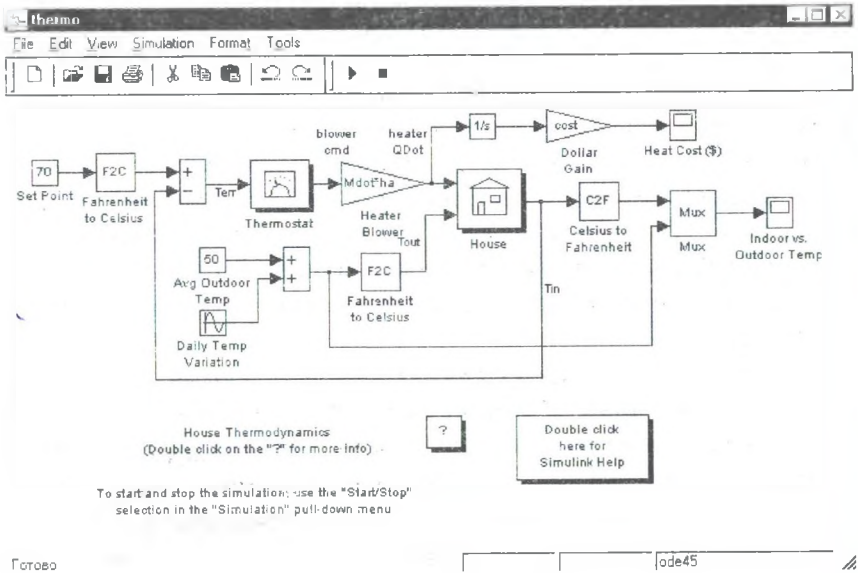 thermo
File Edit View Simulation Format Tools
blower cmd
heater QDot
1/s
cost
Dollar Gain
Heat Cost ($)
70
Set Point
F2C
Fahrenheit to Celsius
+
−
Terr
Thermostat
Mdot*ha
Heater Blower
Tout
House
C2F
Celsius to Fahrenheit
Mux
Mux
Indoor vs. Outdoor Temp
50
Avg Outdoor Temp
+
+
F2C
Fahrenheit to Celsius
Tin
Daily Temp Variation
House Thermodynamics
(Double click on the "?" for more info)
?
Double click
here for
Simulink Help
To start and stop the simulation, use the "Start/Stop"
selection in the "Simulation" pull-down menu
Готово
ode45